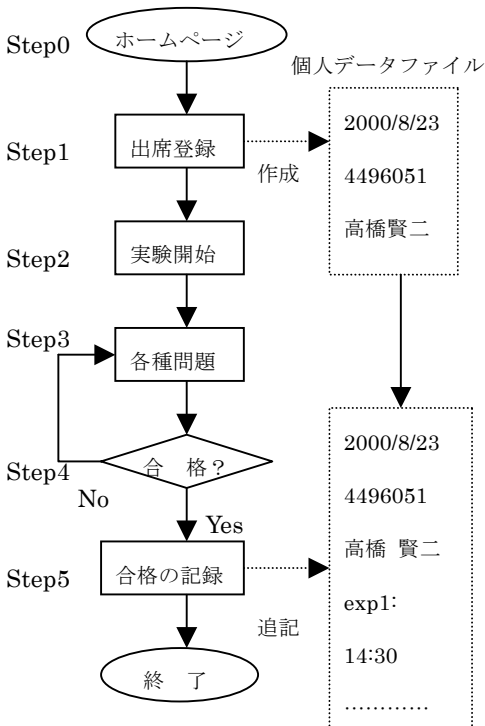 Step0
ホームページ
個人データファイル
Step1
出席登録
作成
2000/8/23
4496051
高橋賢二
Step2
実験開始
Step3
各種問題
Step4
合 格？
No
Yes
Step5
合格の記録
追記
2000/8/23
4496051
高橋 賢二
exp1:
14:30
…………
終 了